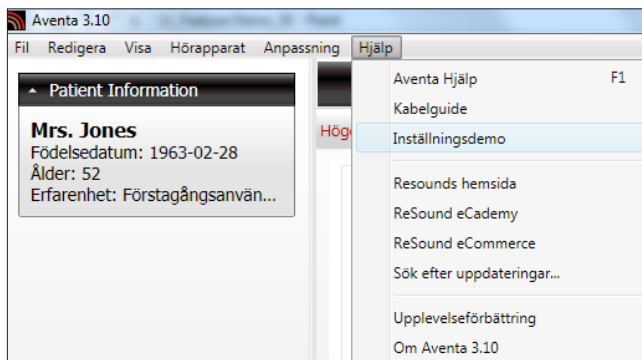 Aventa 3.10
Fil Redigera Visa Hörapparat Anpassning Hjälp
Patient Information
Mrs. Jones
Födelsedatum: 1963-02-28
Ålder: 52
Erfarenhet: Förstagångsanvän...
Aventa Hjälp F1
Kabelguide
Inställningsdemo
Resounds hemsida
ReSound eCademy
ReSound eCommerce
Sök efter uppdateringar...
Upplevelseförbättring
Om Aventa 3.10